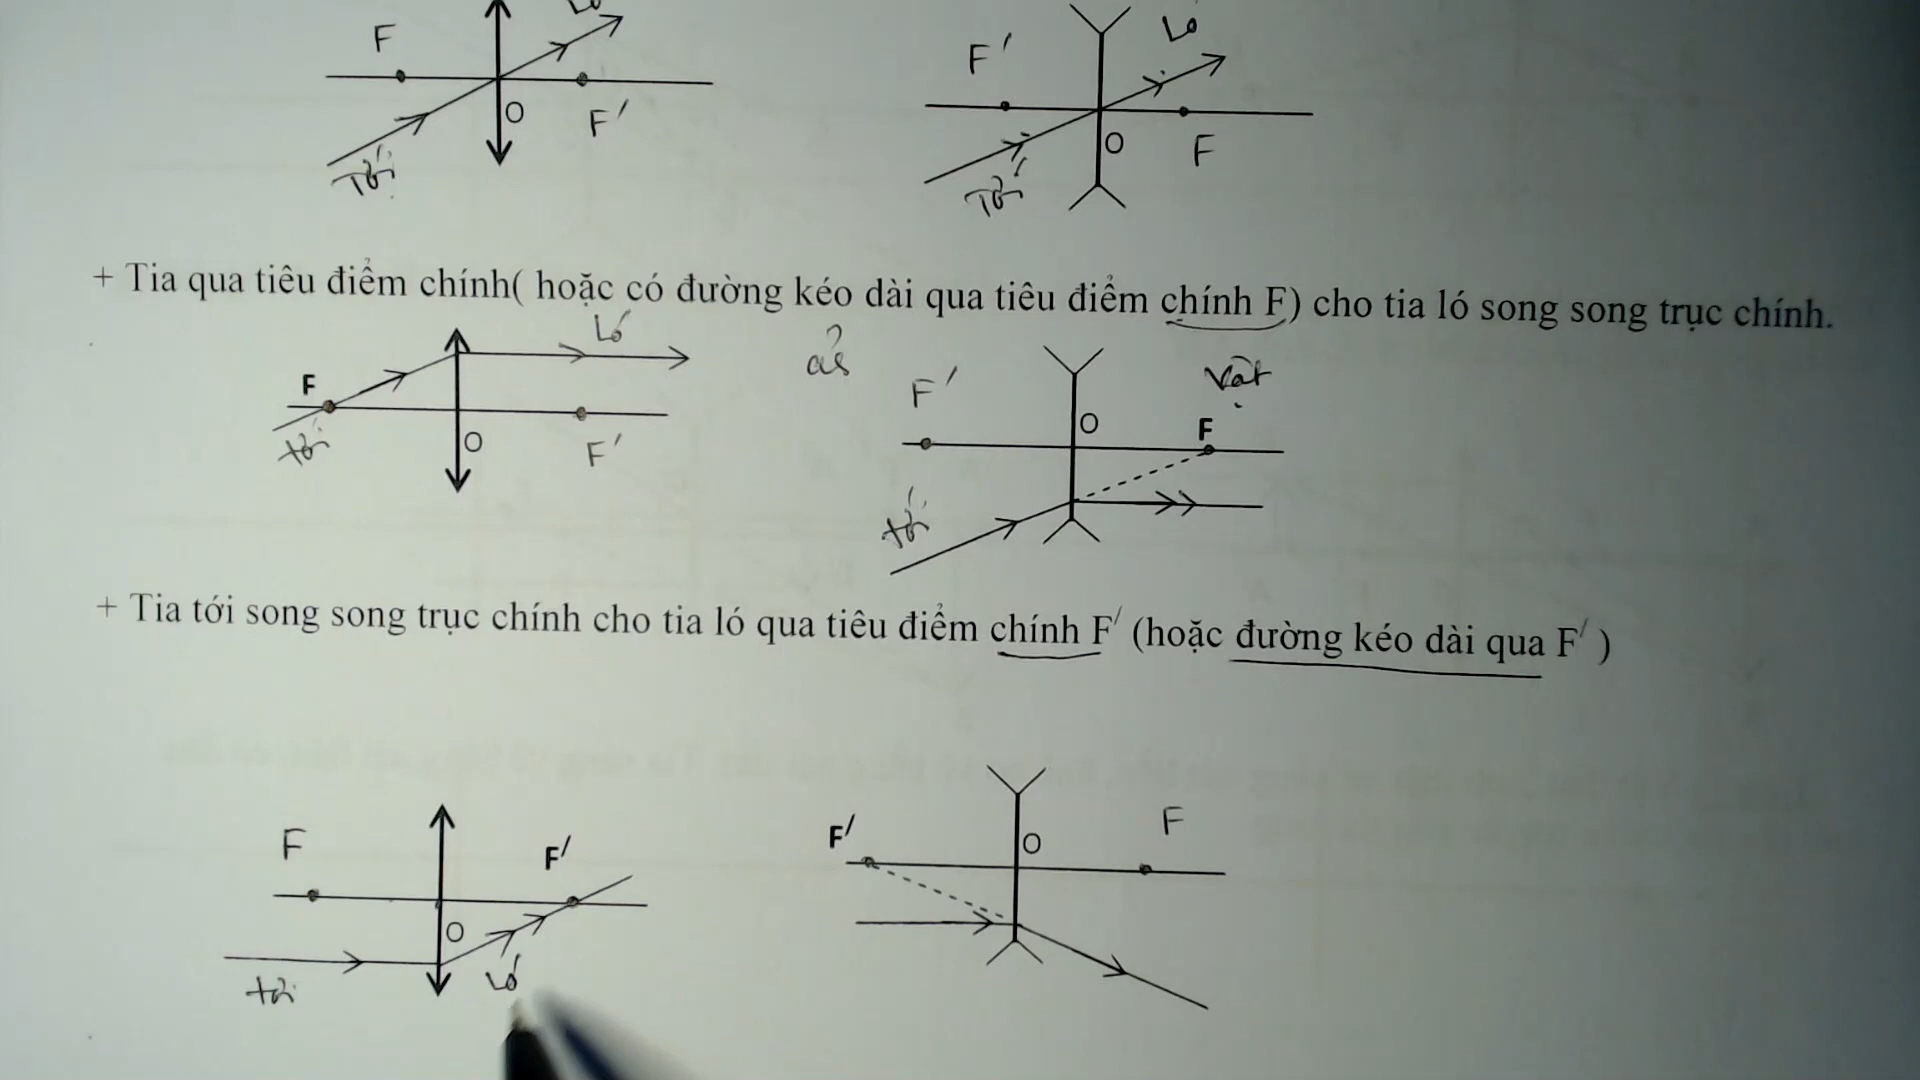 Ló
F
F'
Ló
O
F'
O
F
Tới
Tới
+ Tia qua tiêu điểm chính( hoặc có đường kéo dài qua tiêu điểm chính F) cho tia ló song song trục chính.
Ló
Vật
F
F'
O
F
O
F'
tới
tới
+ Tia tới song song trục chính cho tia ló qua tiêu điểm chính F' (hoặc đường kéo dài qua F' )
F
F'
F'
O
F
O
tới
Ló